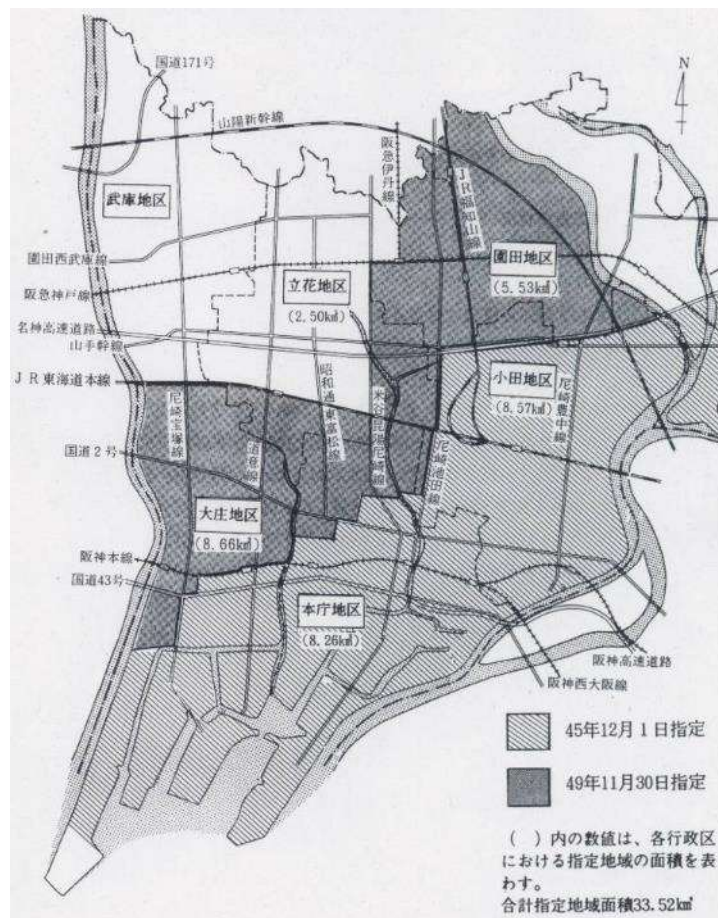 国道171号
N
山陽新幹線
阪急伊丹線
JR福知山線
武庫地区
園田西武庫線
園田地区
(5.53㎢)
立花地区
(2.50㎢)
阪急神戸線
名神高速道路
山手幹線
JR東海道本線
小田地区
(8.57㎢)
尼崎宝塚線
道意線
昭和通東富松線
米谷昆陽尼崎線
尼崎池田線
尼崎豊中線
国道2号
大庄地区
(8.66㎢)
阪神本線
国道43号
本庁地区
(8.26㎢)
阪神高速道路
阪神西大阪線
45年12月1日指定
49年11月30日指定
( )内の数値は、各行政区
における指定地域の面積を表
わす。
合計指定地域面積33.52㎢